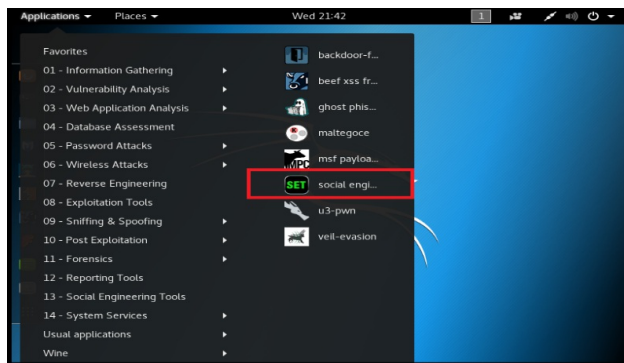 Applications Places Wed 21:42 1
Favorites
01 - Information Gathering
02 - Vulnerability Analysis
03 - Web Application Analysis
04 - Database Assessment
05 - Password Attacks
06 - Wireless Attacks
07 - Reverse Engineering
08 - Exploitation Tools
09 - Sniffing & Spoofing
10 - Post Exploitation
11 - Forensics
12 - Reporting Tools
13 - Social Engineering Tools
14 - System Services
Usual applications
Wine
backdoor-f...
beef xss fr...
ghost phis...
maltegoce
MPC
msf payloa...
SET
social engi...
u3-pwn
veil-evasion